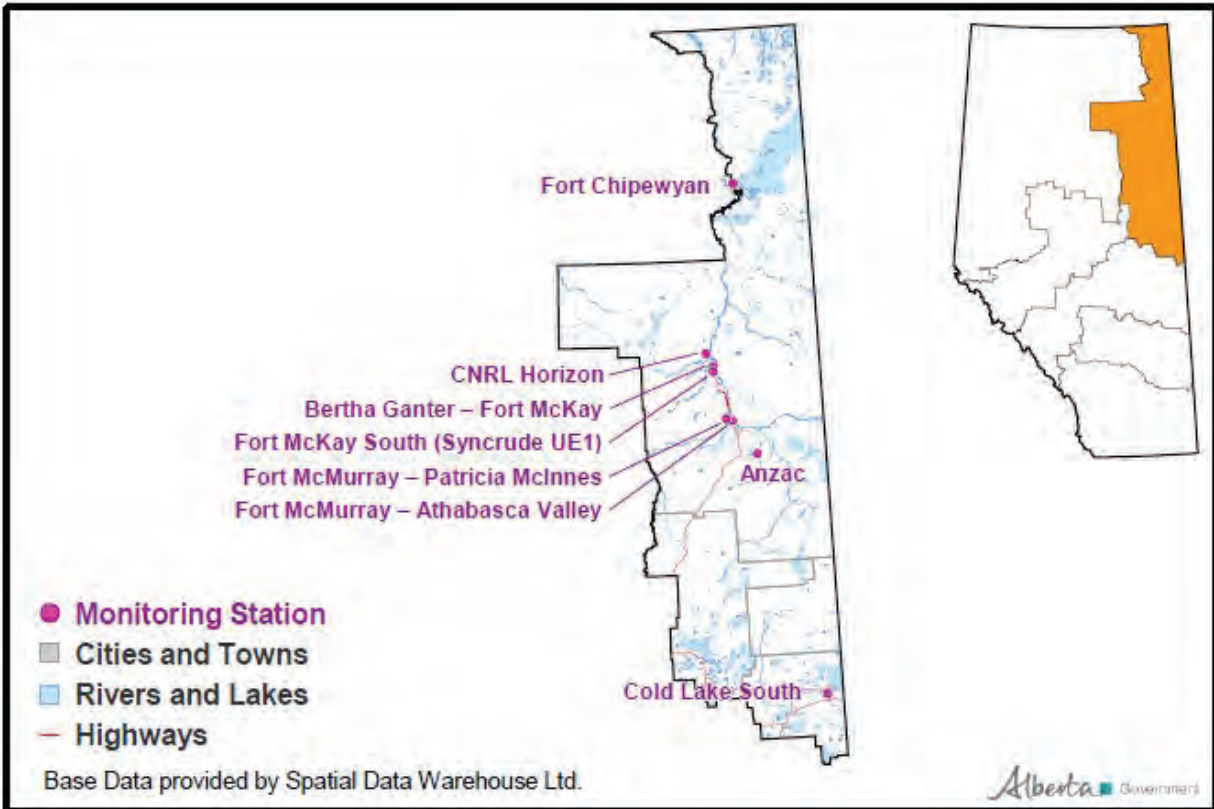 Fort Chipewyan
CNRL Horizon
Bertha Ganter – Fort McKay
Fort McKay South (Syncrude UE1)
Fort McMurray – Patricia McInnes
Anzac
Fort McMurray – Athabasca Valley
Monitoring Station
Cities and Towns
Cold Lake South
Rivers and Lakes
Highways
Base Data provided by Spatial Data Warehouse Ltd.
Alberta Government